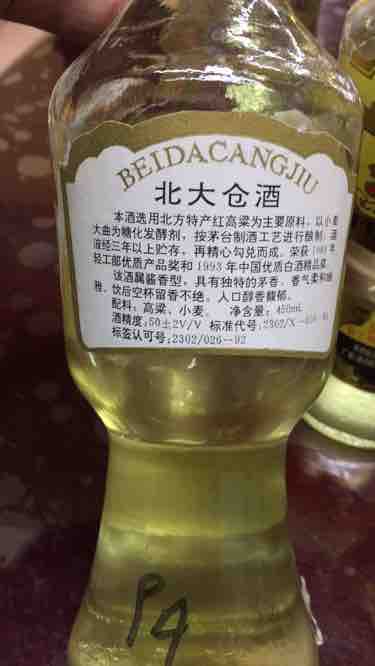 BEIDACANGJIU
北大仓酒
本酒选用北方特产红高粱为主要原料，以小麦
大曲为糖化发酵剂，按茅台制酒工艺进行酿制；酒
液经三年以上贮存，再精心勾兑而成。荣获
轻工部优质产品奖和1993年中国优质白酒精品奖。
该酒属酱香型，具有独特的茅香，香气柔和幽
雅、饮后空杯留香不绝，入口醇香馥郁。
配料：高粱、小麦。 净含量：450mL
酒精度：50±2V/V 标准代号：2302/X
标签认可号：2302/026--92
P4